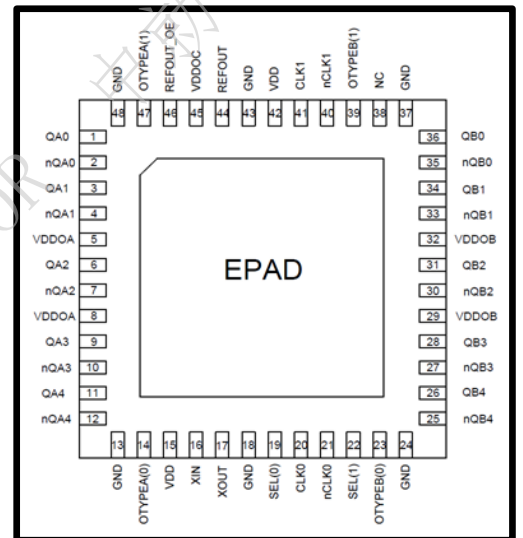 GND OTYPEA(1) REFOUT_OE VDDOC REFOUT GND VDD CLK1 nCLK1 OTYPEB(1) NC GND
48 47 46 45 44 43 42 41 40 39 38 37
QA0 1 36 QB0
nQA0 2 35 nQB0
QA1 3 34 QB1
nQA1 4 33 nQB1
VDDOA 5 32 VDDOB
QA2 6 31 QB2
EPAD
nQA2 7 30 nQB2
VDDOA 8 29 VDDOB
QA3 9 28 QB3
nQA3 10 27 nQB3
QA4 11 26 QB4
nQA4 12 25 nQB4
13 14 15 16 17 18 19 20 21 22 23 24
GND OTYPEA(0) VDD XIN XOUT GND SEL(0) CLK0 nCLK0 SEL(1) OTYPEB(0) GND